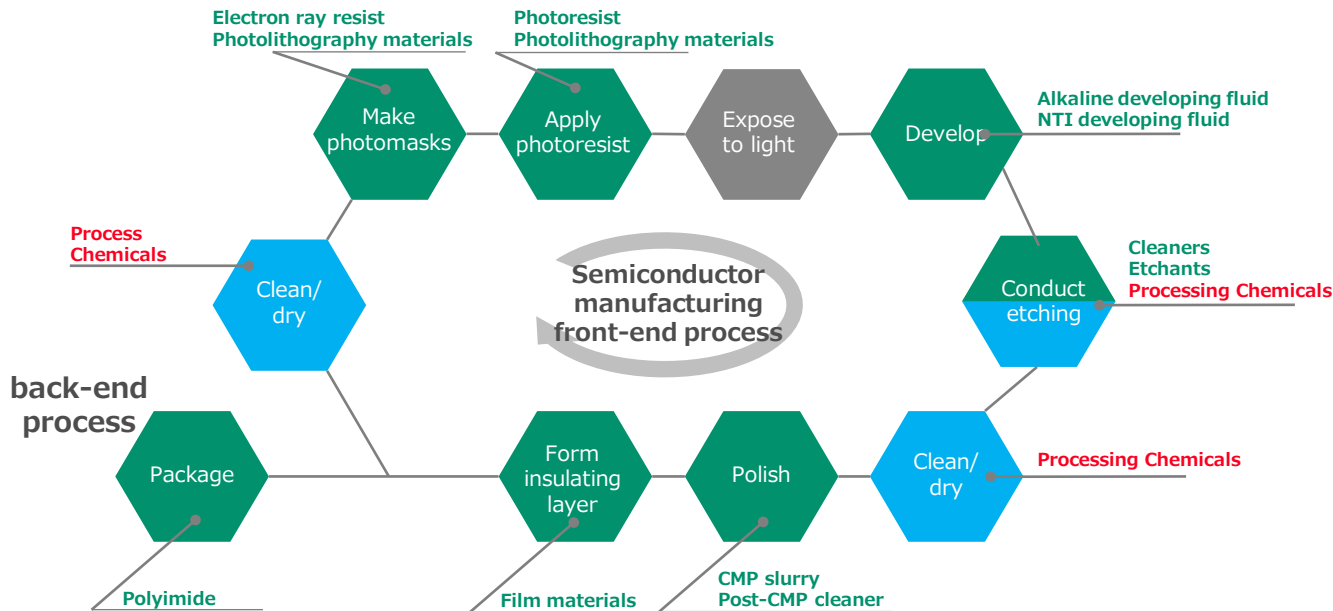 Electron ray resist
Photolithography materials
Photoresist
Photolithography materials
Make
photomasks
Apply
photoresist
Expose
to light
Develop
Alkaline developing fluid
NTI developing fluid
Process
Chemicals
Clean/
dry
Semiconductor
manufacturing
front-end process
Conduct
etching
Cleaners
Etchants
Processing Chemicals
back-end
process
Package
Form
insulating
layer
Polish
Clean/
dry
Processing Chemicals
Polyimide
Film materials
CMP slurry
Post-CMP cleaner